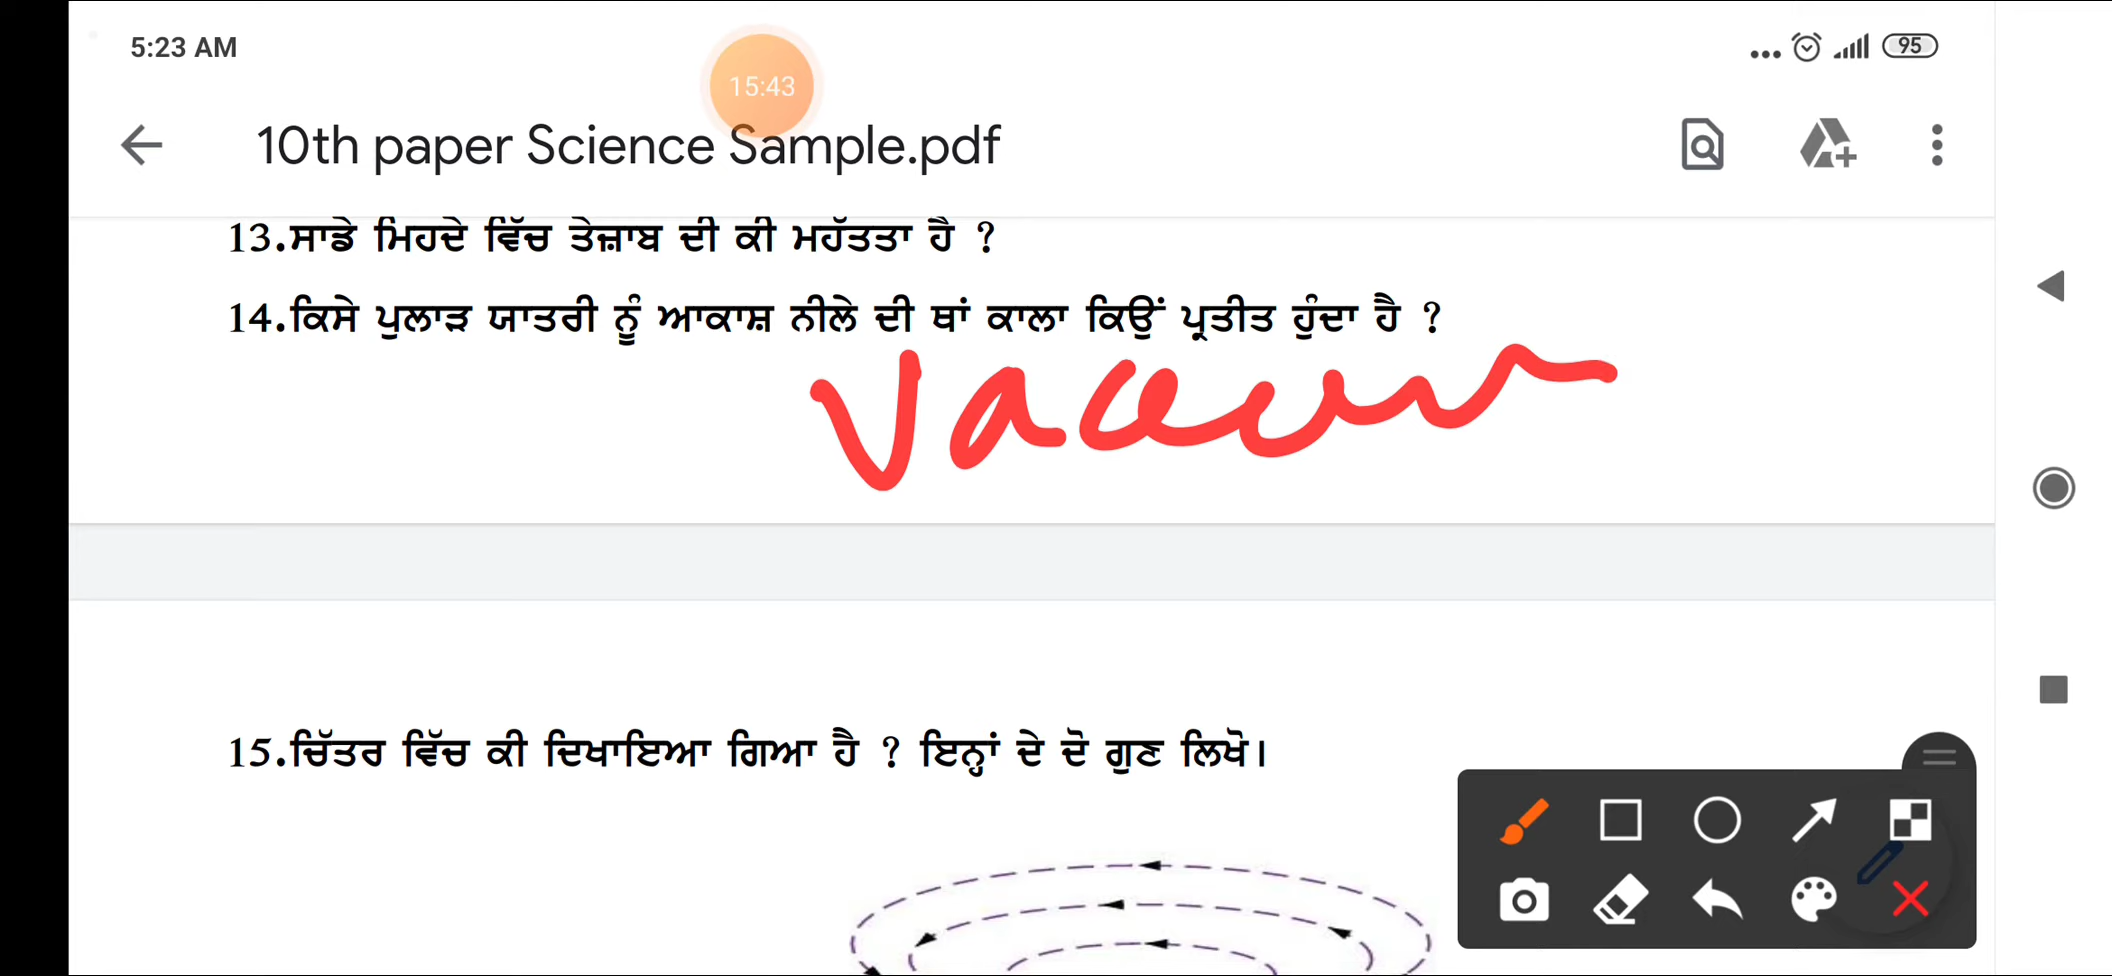 5:23 AM
15:43
95
10th paper Science Sample.pdf
13.ਸਾਡੇ ਮਿਹਦੇ ਵਿੱਚ ਤੇਜ਼ਾਬ ਦੀ ਕੀ ਮਹੱਤਤਾ ਹੈ ?
14.ਕਿਸੇ ਪੁਲਾੜ ਯਾਤਰੀ ਨੂੰ ਆਕਾਸ਼ ਨੀਲੇ ਦੀ ਥਾਂ ਕਾਲਾ ਕਿਉਂ ਪ੍ਰਤੀਤ ਹੁੰਦਾ ਹੈ ?
15.ਚਿੱਤਰ ਵਿੱਚ ਕੀ ਦਿਖਾਇਆ ਗਿਆ ਹੈ ? ਇਨ੍ਹਾਂ ਦੇ ਦੋ ਗੁਣ ਲਿਖੋ।